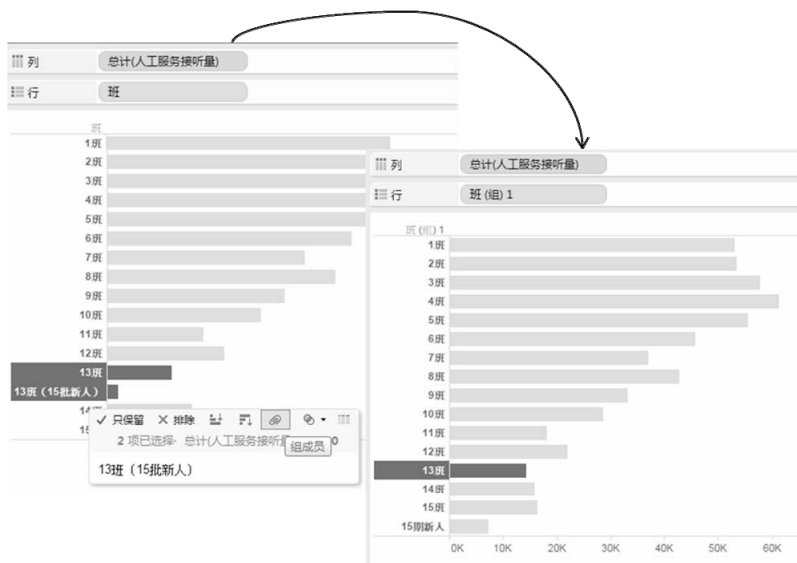 列 总计(人工服务接听量)
行 班
班
1班
2班
3班
4班
5班
6班
7班
8班
9班
10班
11班
12班
13班
13班（15批新人）
14
15
只保留 排除
2 项已选择· 总计(人工服务接听 0
组成员
13班（15批新人）
列 总计(人工服务接听量)
行 班 (组) 1
班 (组) 1
1班
2班
3班
4班
5班
6班
7班
8班
9班
10班
11班
12班
13班
14班
15班
15期新人
0K 10K 20K 30K 40K 50K 60K